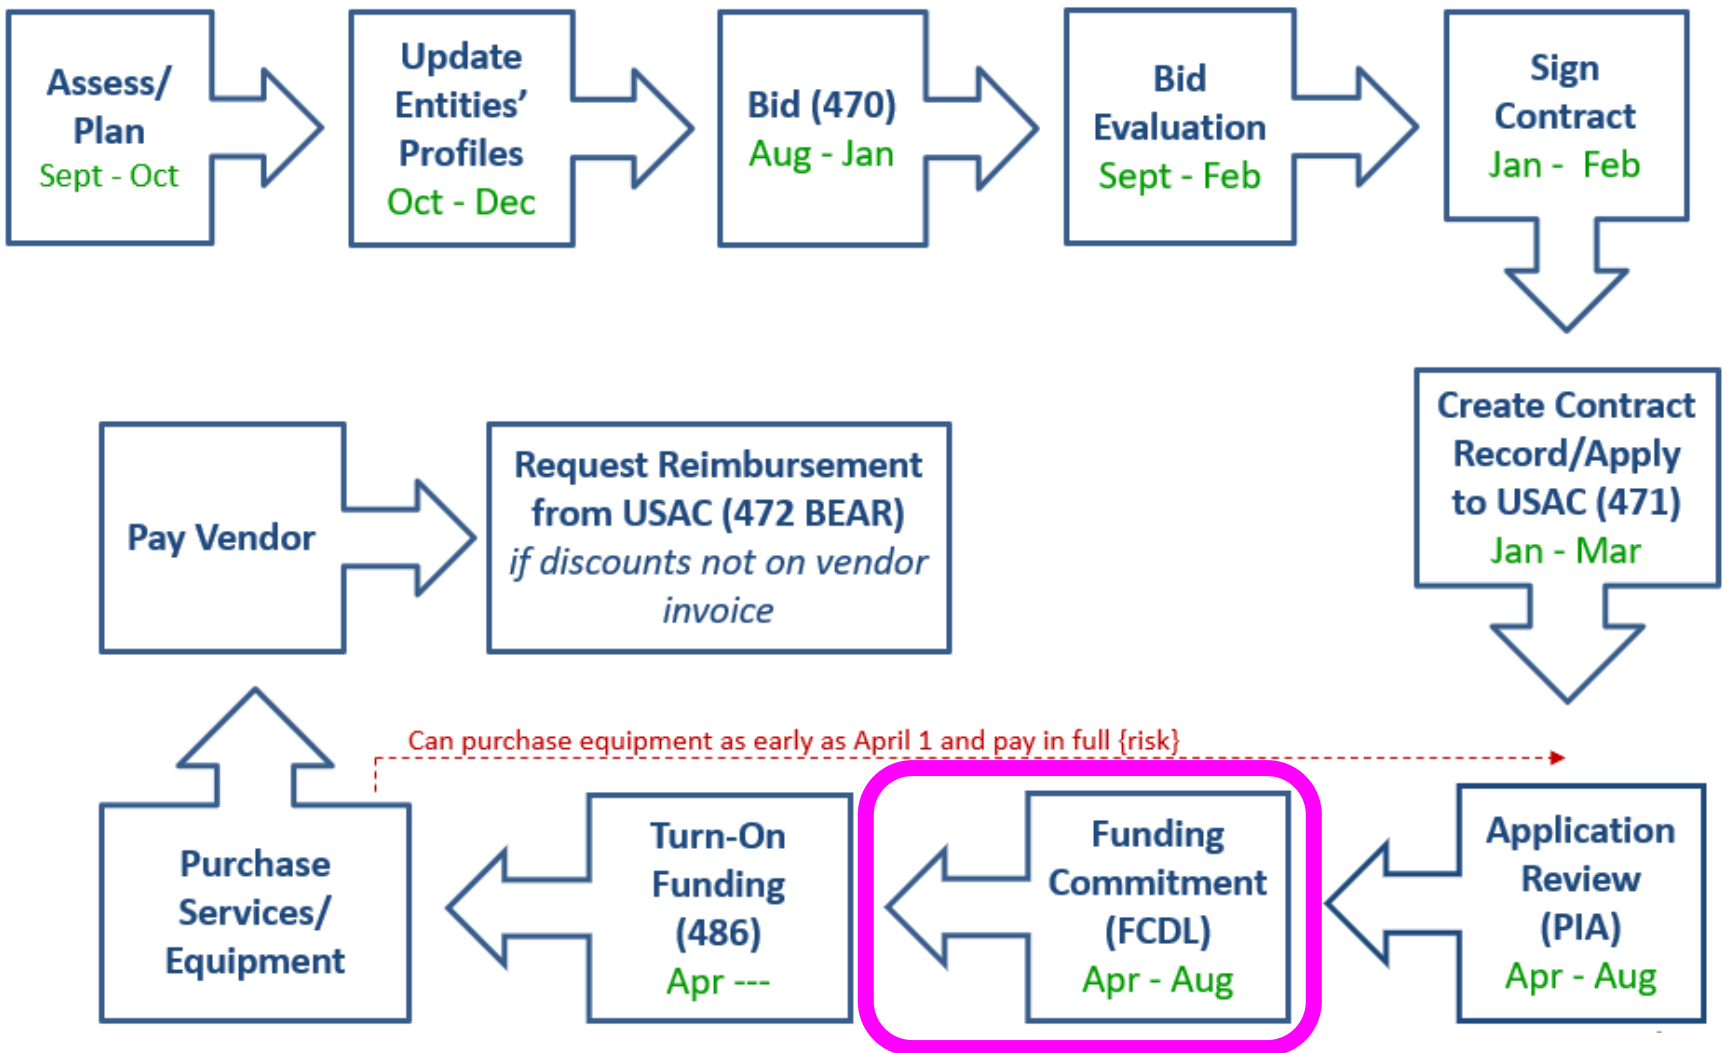 Assess/
Plan
Sept - Oct
Update
Entities’
Profiles
Oct - Dec
Bid (470)
Aug - Jan
Bid
Evaluation
Sept - Feb
Sign
Contract
Jan - Feb
Create Contract
Record/Apply
to USAC (471)
Jan - Mar
Application
Review
(PIA)
Apr - Aug
Funding
Commitment
(FCDL)
Apr - Aug
Turn-On
Funding
(486)
Apr ---
Purchase
Services/
Equipment
Can purchase equipment as early as April 1 and pay in full {risk}
Pay Vendor
Request Reimbursement
from USAC (472 BEAR)
if discounts not on vendor
invoice